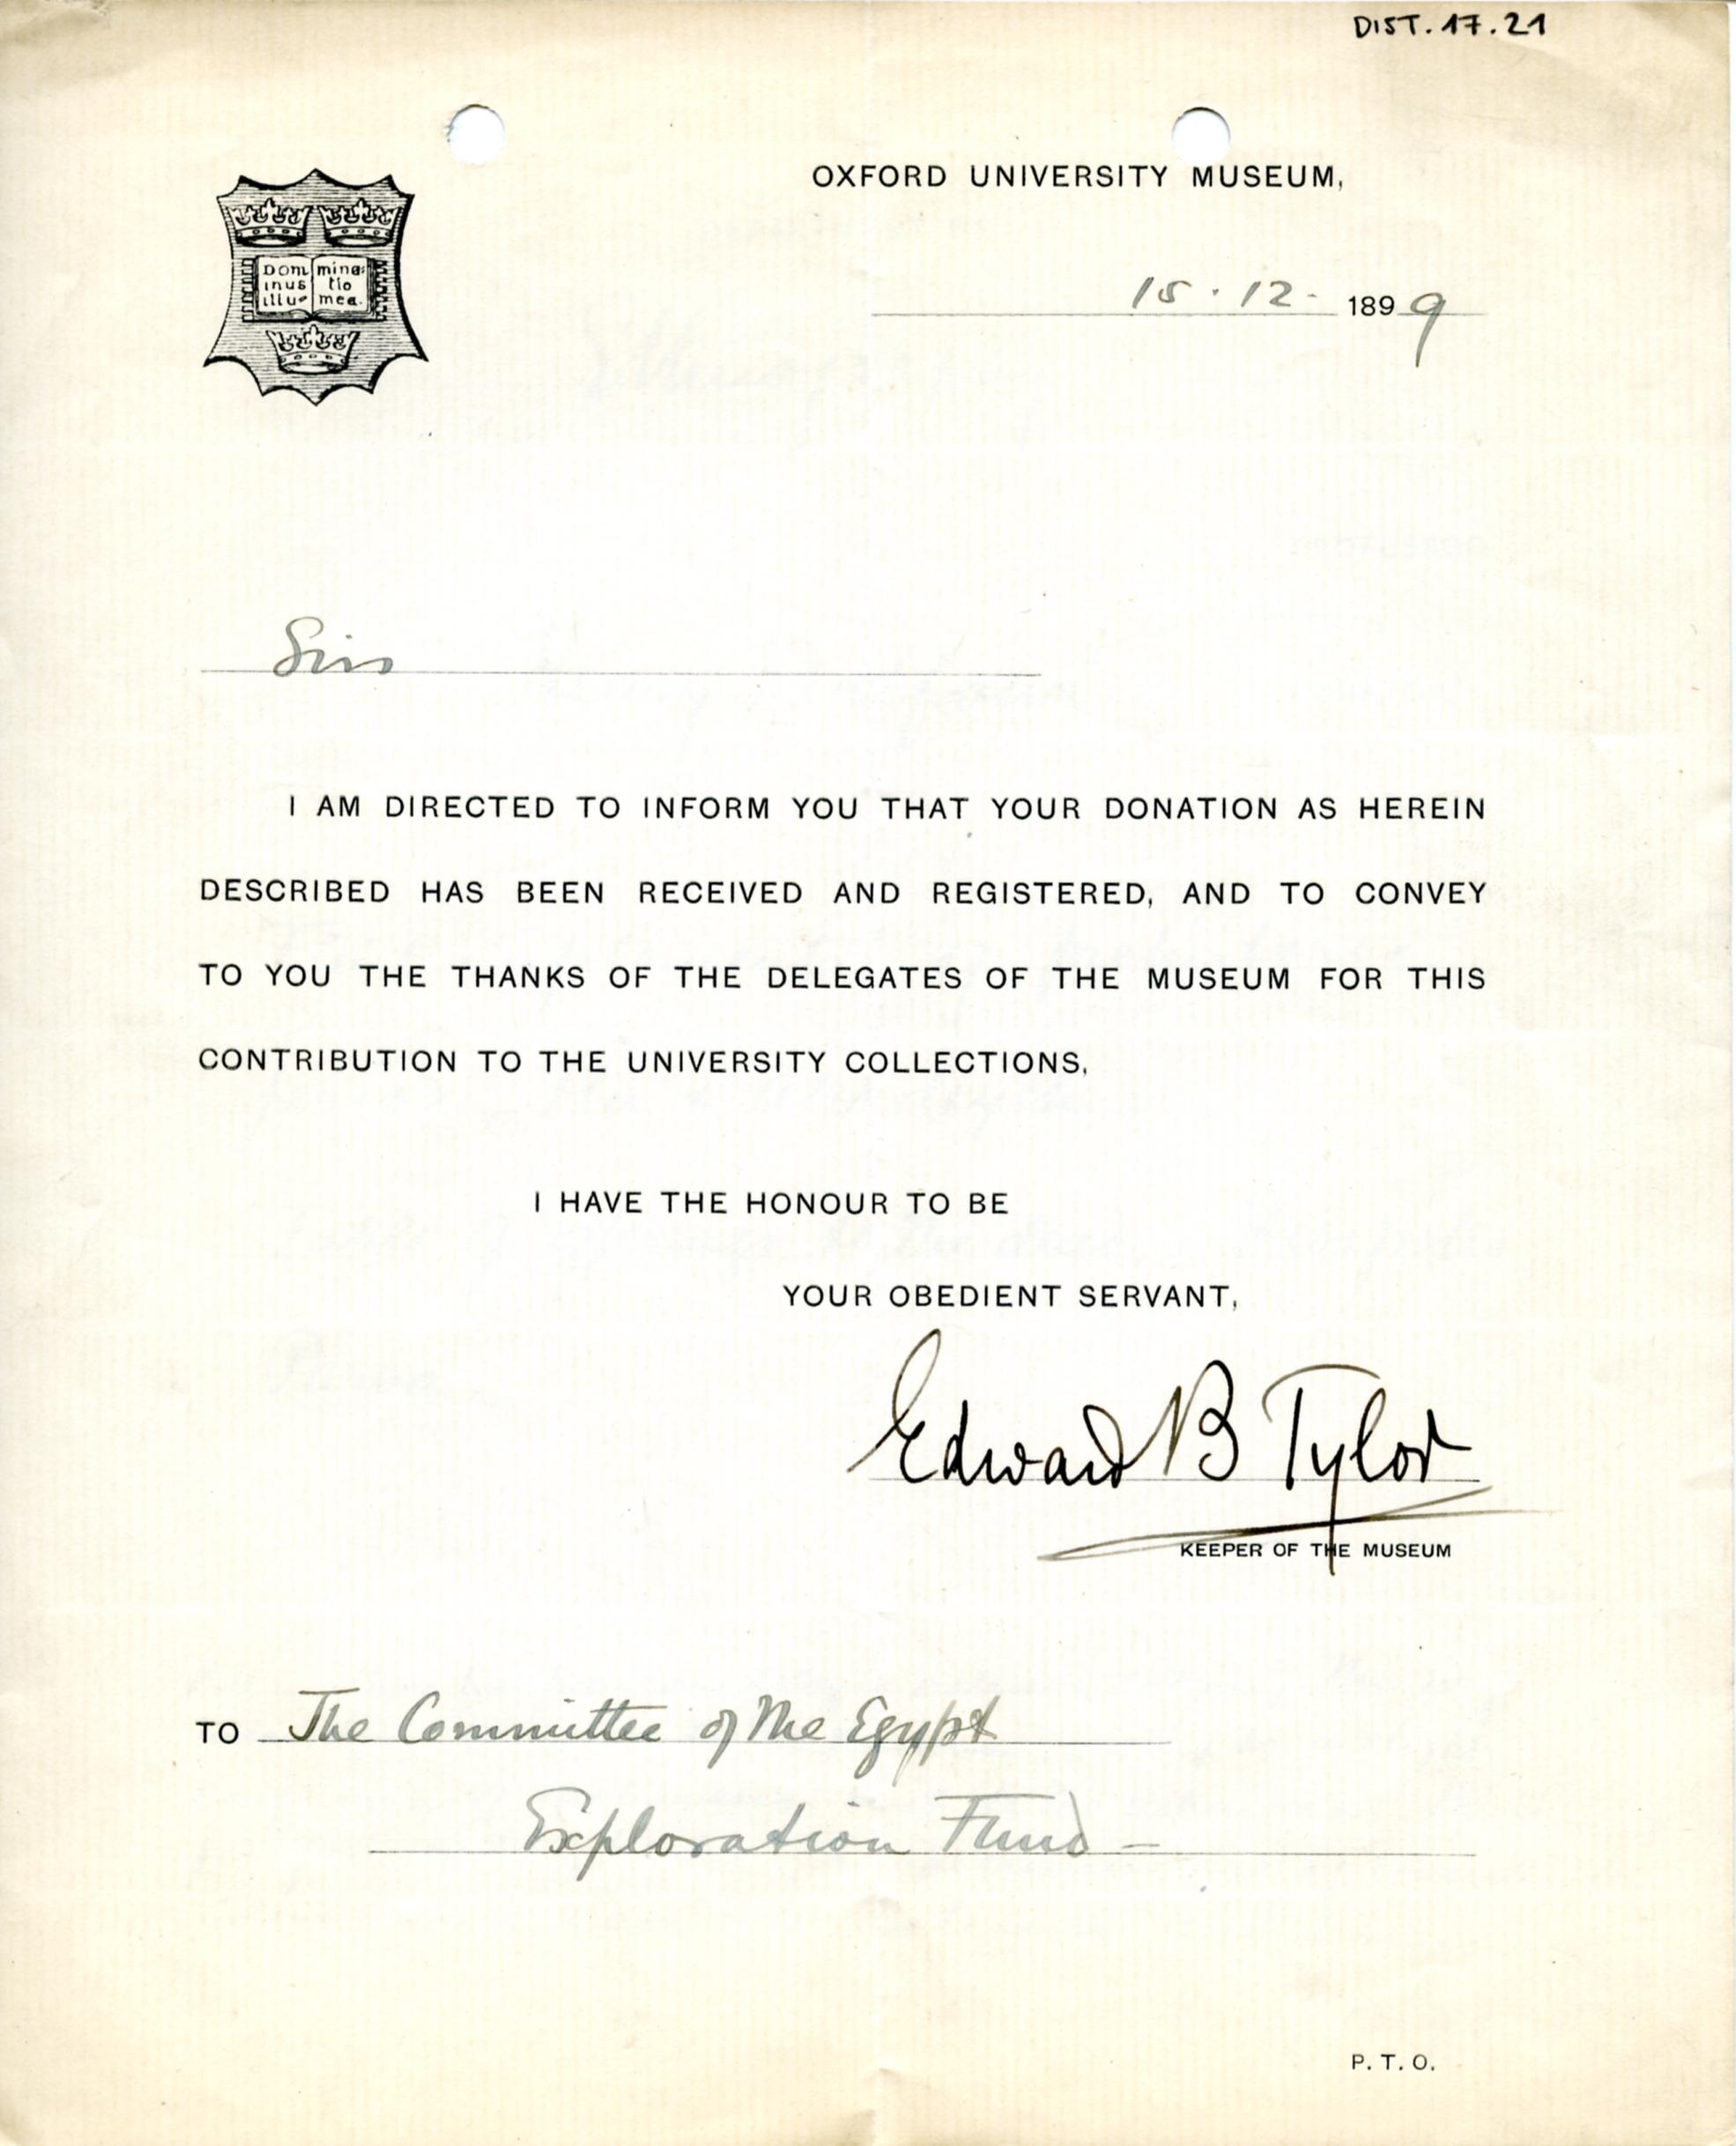 DIST. 17.21
OXFORD UNIVERSITY MUSEUM,
Dom mina
inus tio
illu mea.
15.12. 1899
Sirs
I AM DIRECTED TO INFORM YOU THAT YOUR DONATION AS HEREIN
DESCRIBED HAS BEEN RECEIVED AND REGISTERED, AND TO CONVEY
TO YOU THE THANKS OF THE DELEGATES OF THE MUSEUM FOR THIS
CONTRIBUTION TO THE UNIVERSITY COLLECTIONS,
I HAVE THE HONOUR TO BE
YOUR OBEDIENT SERVANT,
Edward B Tylor
KEEPER OF THE MUSEUM
TO The Committee of the Egypt
Exploration Fund –
P. T. O.